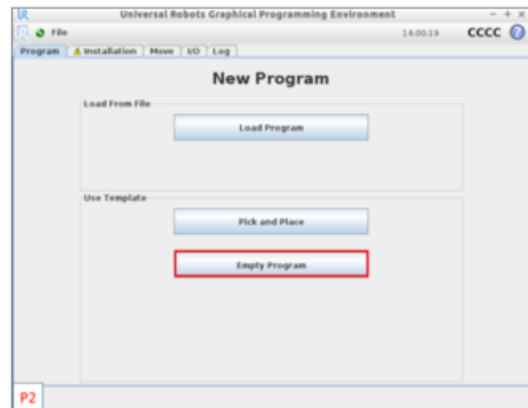 Universal Robots Graphical Programming Environment
File 14:00:19 CCCC ?
Program Installation Move I/O Log
New Program
Load From File
Load Program
Use Template
Pick and Place
Empty Program
P2